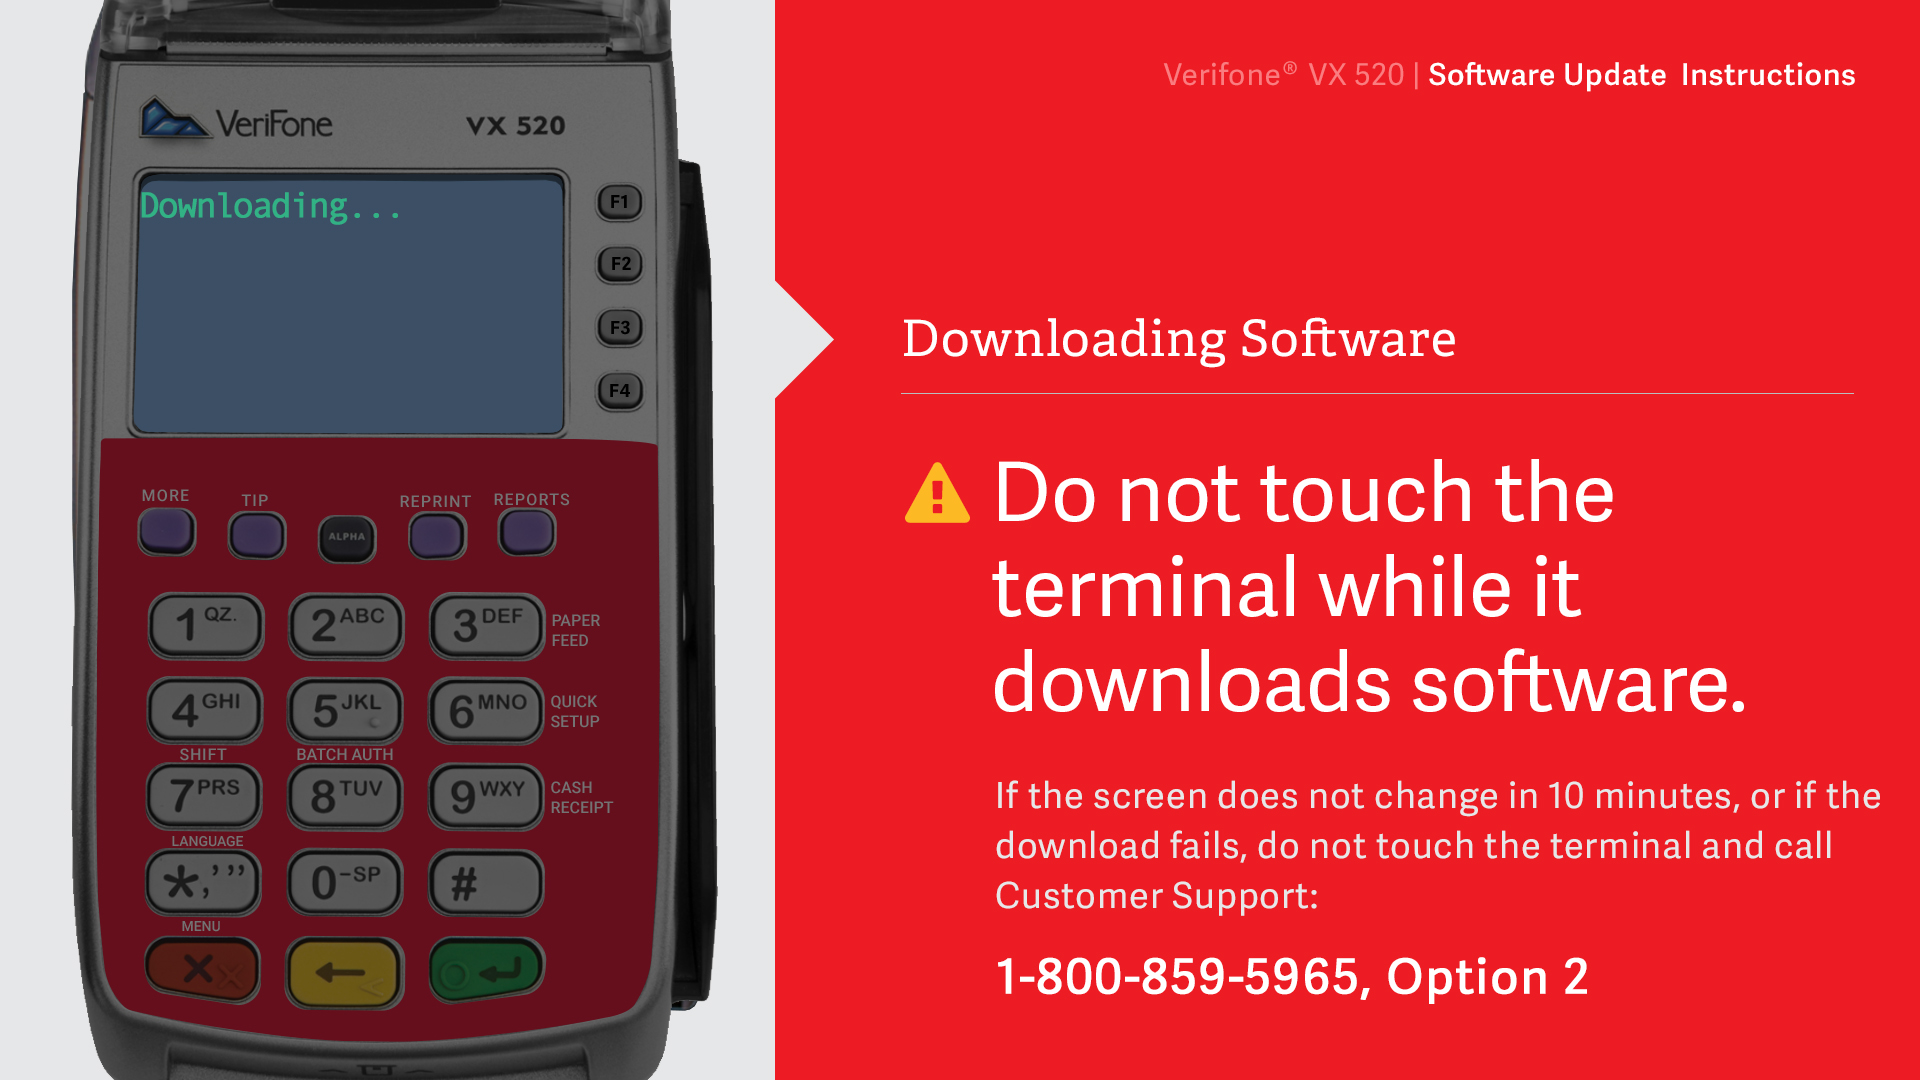 VeriFone
VX 520
Downloading...
F1
F2
F3
F4
MORE
TIP
ALPHA
REPRINT
REPORTS
1 QZ.
2 ABC
3 DEF
PAPER
FEED
4 GHI
5 JKL
6 MNO
QUICK
SETUP
SHIFT
BATCH AUTH
7 PRS
8 TUV
9 WXY
CASH
RECEIPT
LANGUAGE
*,'"
0 -SP
#
MENU
Verifone® VX 520 | Software Update Instructions
Downloading Software
Do not touch the
terminal while it
downloads software.
If the screen does not change in 10 minutes, or if the
download fails, do not touch the terminal and call
Customer Support:
1-800-859-5965, Option 2